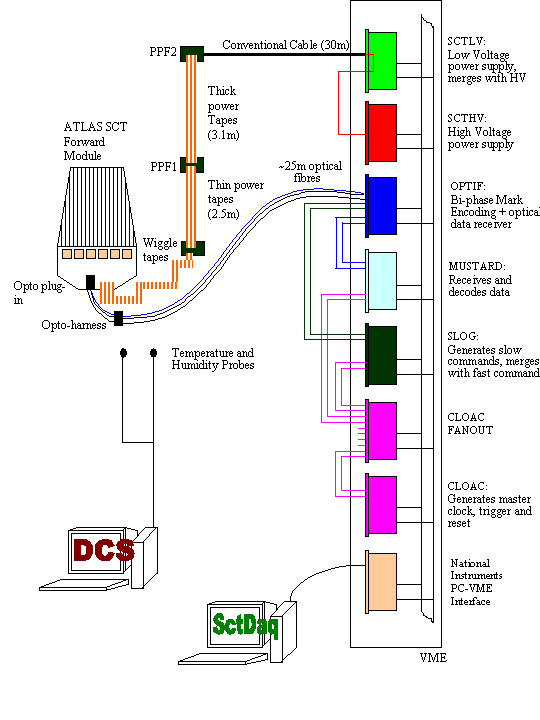 PPF2
Conventional Cable (30m)
SCTLV:
Low Voltage
power supply,
merges with HV
Thick
power
Tapes
(3.1m)
SCTHV:
High Voltage
power supply
ATLAS SCT
Forward
Module
PPF1
~25m optical
fibres
Thin power
tapes
(2.5m)
OPTIF:
Bi-phase Mark
Encoding + optical
data receiver
Wiggle
tapes
MUSTARD:
Receives and
decodes data
Opto plug-
in
Opto-harness
SLOG:
Generates slow
commands, merges
with fast command
Temperature and
Humidity Probes
CLOAC
FANOUT
CLOAC:
Generates master
clock, trigger and
reset
DCS
National
Instruments
PC-VME
Interface
SctDaq
VME